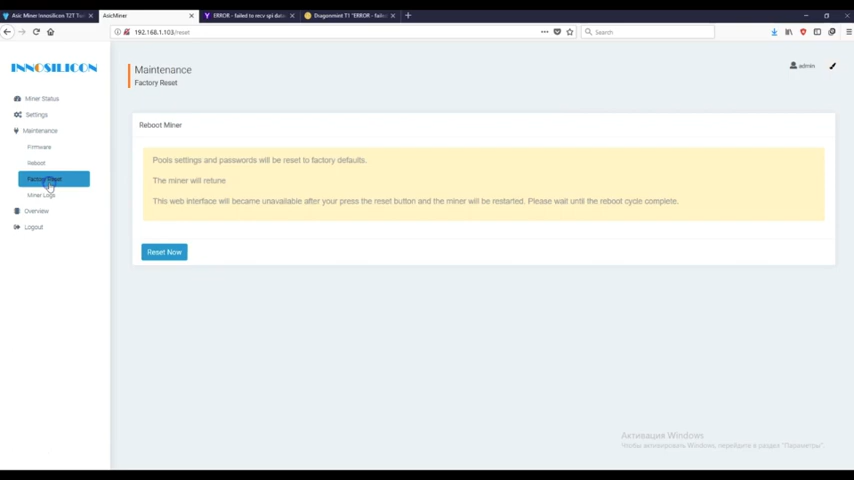 Asic Miner Innosilicon T2T Tur
AsicMiner
ERROR - failed to recv spi data
Dragonmint T1 "ERROR - failed
192.168.1.103/reset
Search
INNOSILICON
Maintenance
Factory Reset
admin
Miner Status
Settings
Maintenance
Firmware
Reboot
Factory Reset
Miner Logs
Overview
Logout
Reboot Miner
Pools settings and passwords will be reset to factory defaults.
The miner will retune
This web interface will became unavailable after your press the reset button and the miner will be restarted. Please wait until the reboot cycle complete.
Reset Now
Активация Windows
Чтобы активировать Windows, перейдите в раздел "Параметры".